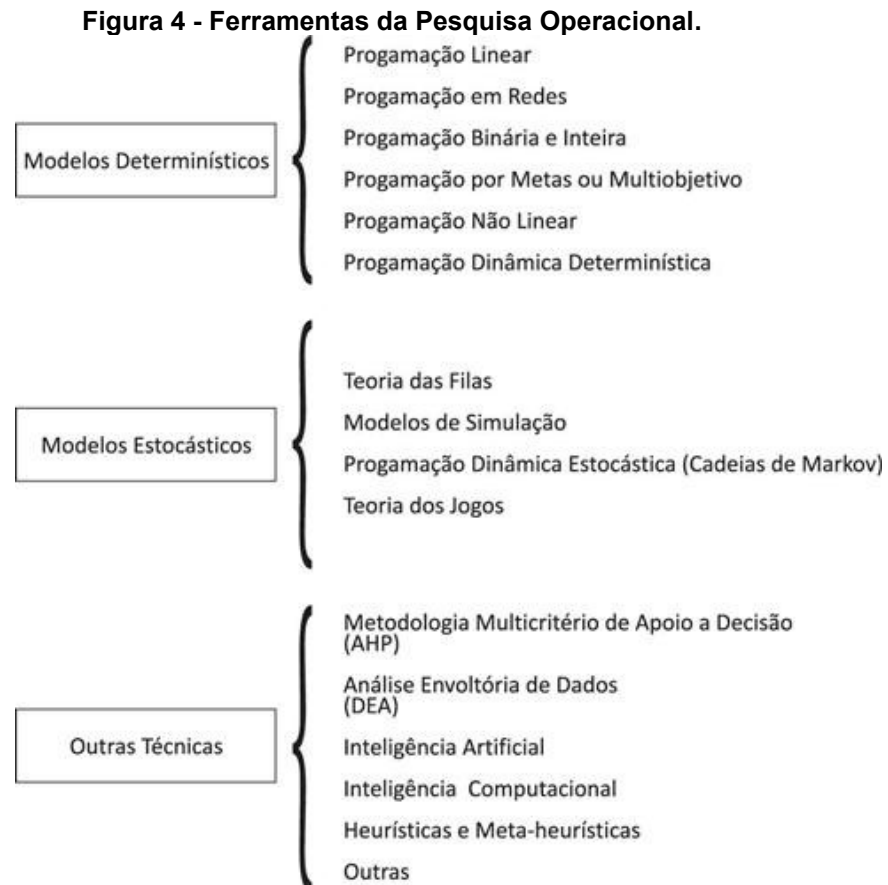 Figura 4 - Ferramentas da Pesquisa Operacional.
Modelos Determinísticos
Progamação Linear
Progamação em Redes
Progamação Binária e Inteira
Progamação por Metas ou Multiobjetivo
Progamação Não Linear
Progamação Dinâmica Determinística
Modelos Estocásticos
Teoria das Filas
Modelos de Simulação
Progamação Dinâmica Estocástica (Cadeias de Markov)
Teoria dos Jogos
Outras Técnicas
Metodologia Multicritério de Apoio a Decisão
(AHP)
Análise Envoltória de Dados
(DEA)
Inteligência Artificial
Inteligência Computacional
Heurísticas e Meta-heurísticas
Outras